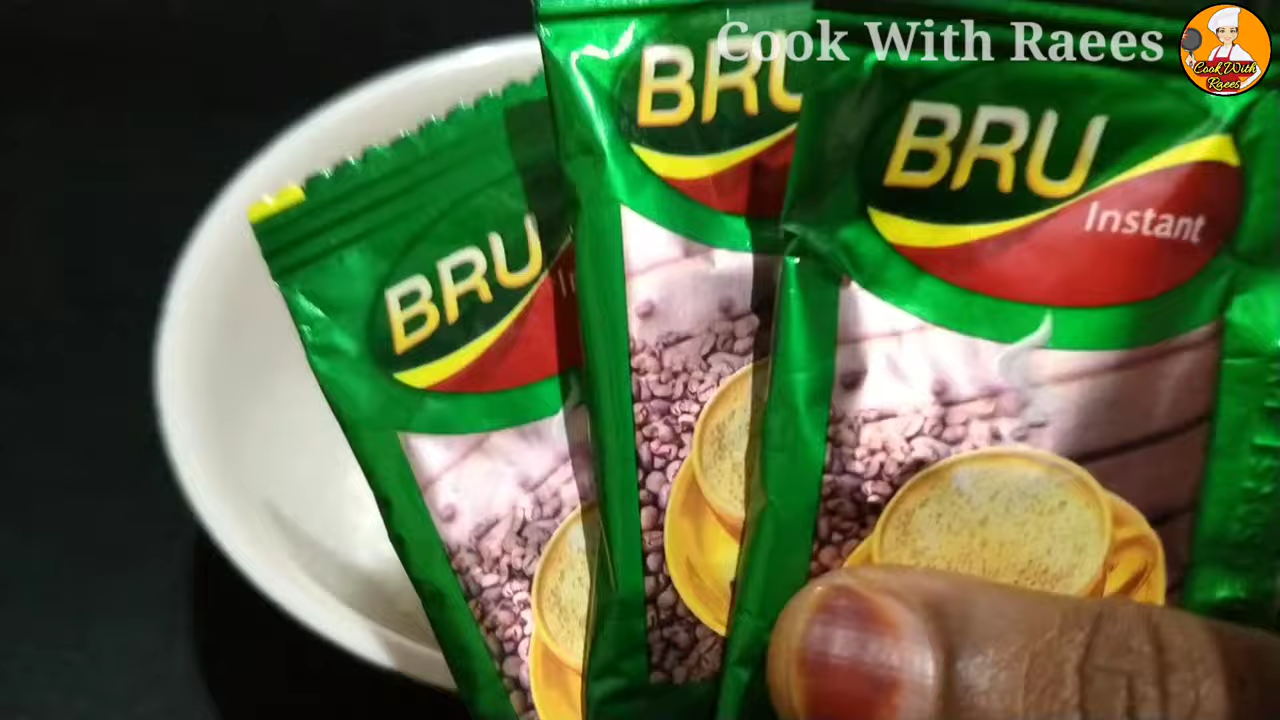 Cook With Raees
Cook With
Raees
BRU
BRU
BRU
Instant